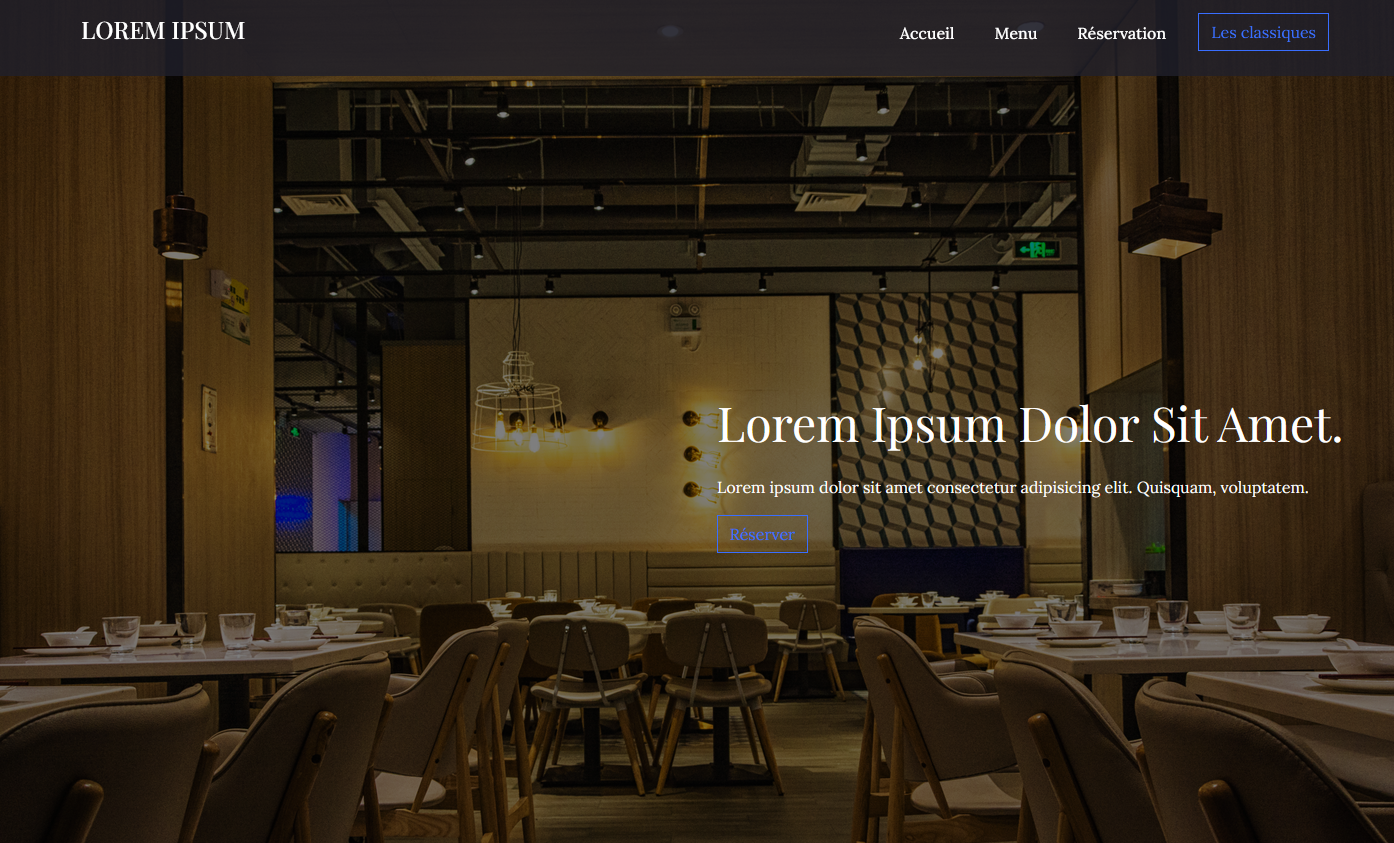 LOREM IPSUM
Accueil Menu Réservation Les classiques
Lorem Ipsum Dolor Sit Amet.
Lorem ipsum dolor sit amet consectetur adipisicing elit. Quisquam, voluptatem.
Réserver